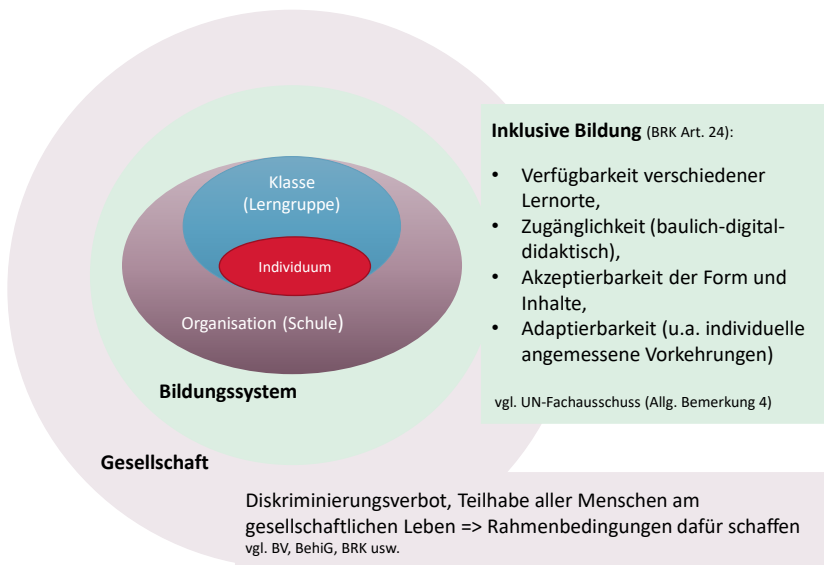 Klasse
(Lerngruppe)
Individuum
Organisation (Schule)
Bildungssystem
Gesellschaft
Inklusive Bildung (BRK Art. 24):
• Verfügbarkeit verschiedener
Lernorte,
• Zugänglichkeit (baulich-digital-
didaktisch),
• Akzeptierbarkeit der Form und
Inhalte,
• Adaptierbarkeit (u.a. individuelle
angemessene Vorkehrungen)
vgl. UN-Fachausschuss (Allg. Bemerkung 4)
Diskriminierungsverbot, Teilhabe aller Menschen am
gesellschaftlichen Leben => Rahmenbedingungen dafür schaffen
vgl. BV, BehiG, BRK usw.